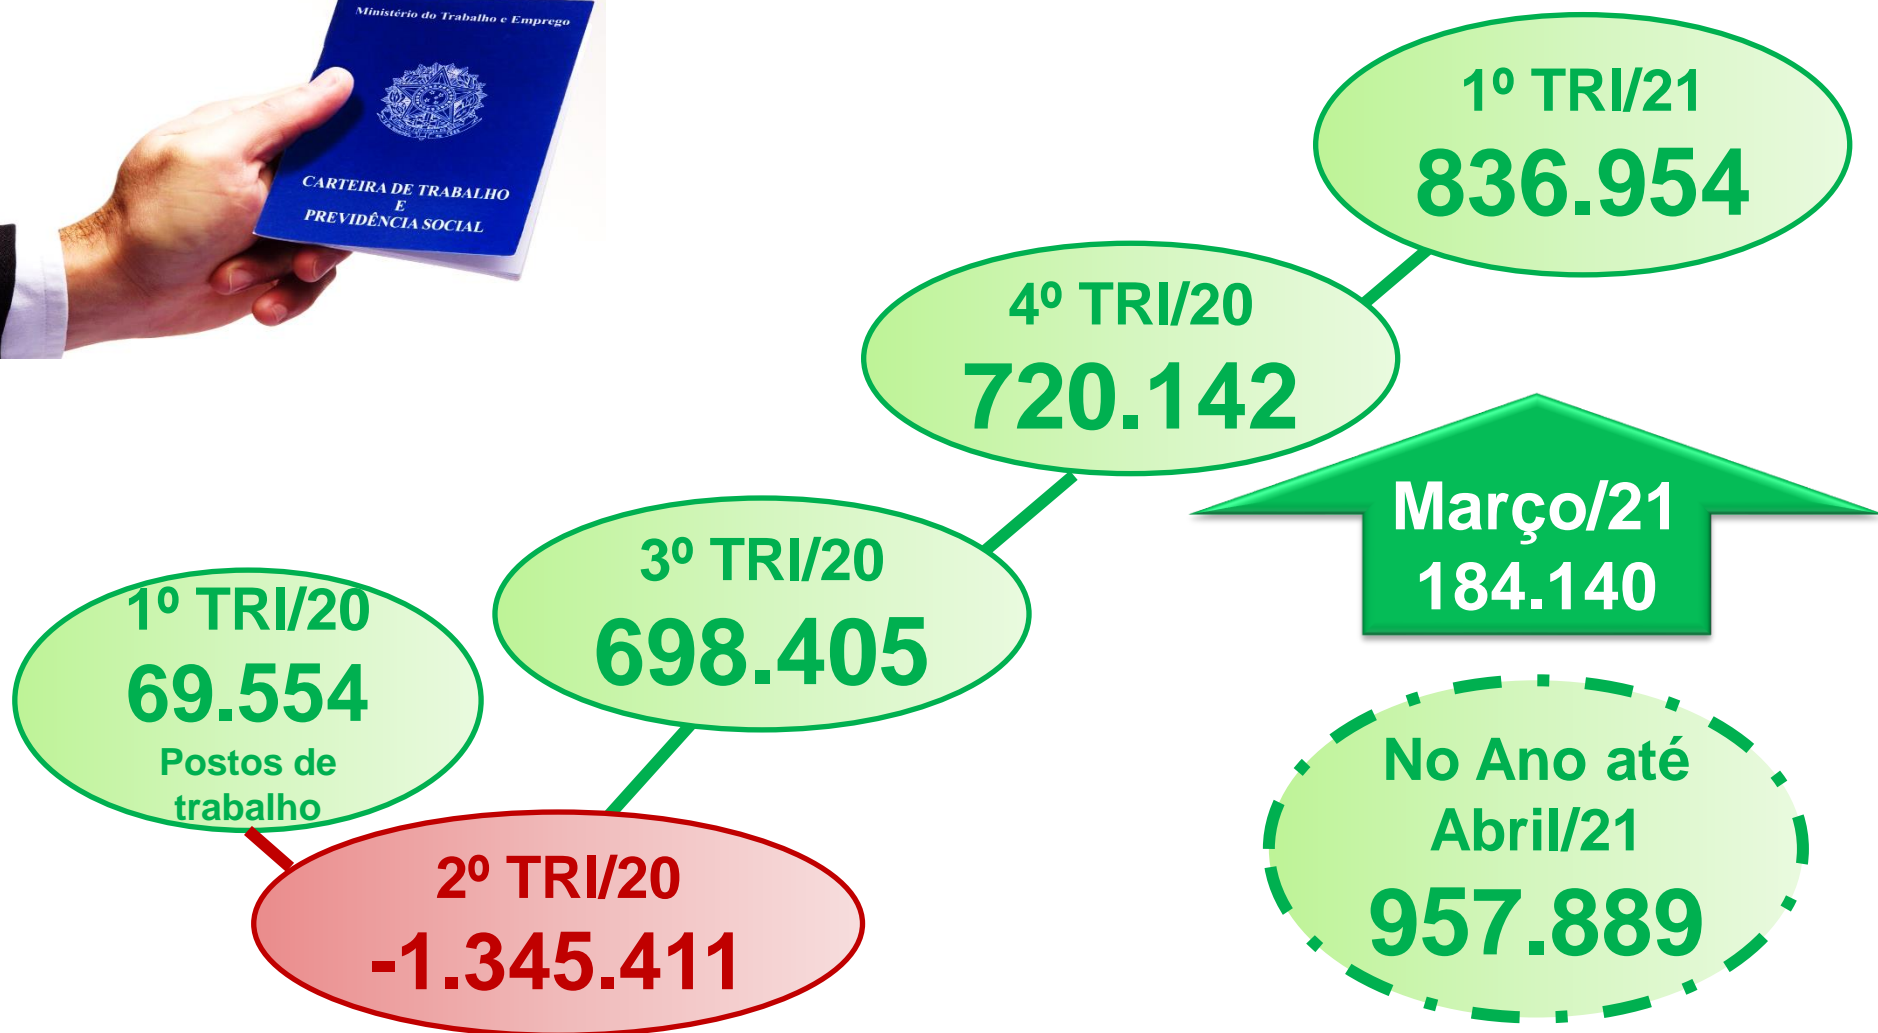 Ministério do Trabalho e Emprego
CARTEIRA DE TRABALHO
E
PREVIDÊNCIA SOCIAL
1º TRI/20
69.554
Postos de
trabalho
2º TRI/20
-1.345.411
3º TRI/20
698.405
4º TRI/20
720.142
1º TRI/21
836.954
Março/21
184.140
No Ano até
Abril/21
957.889